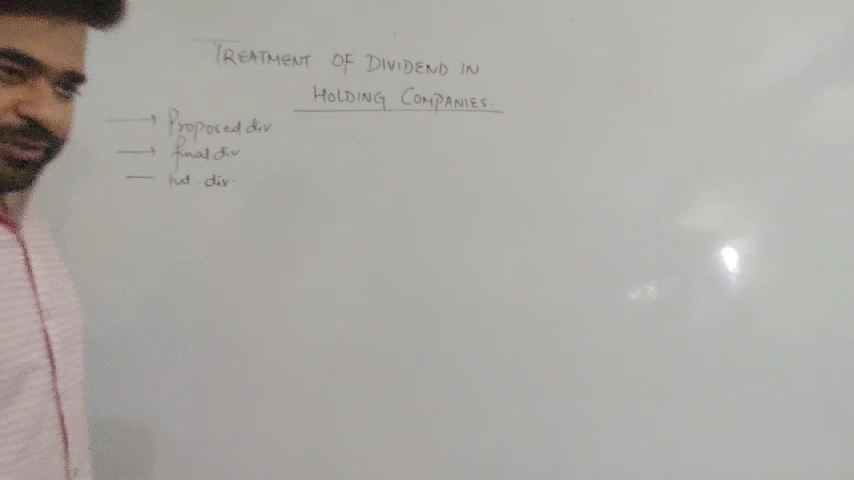 TREATMENT OF DIVIDEND IN
HOLDING COMPANIES.
→ Proposed div
→ final div
— Int. div.